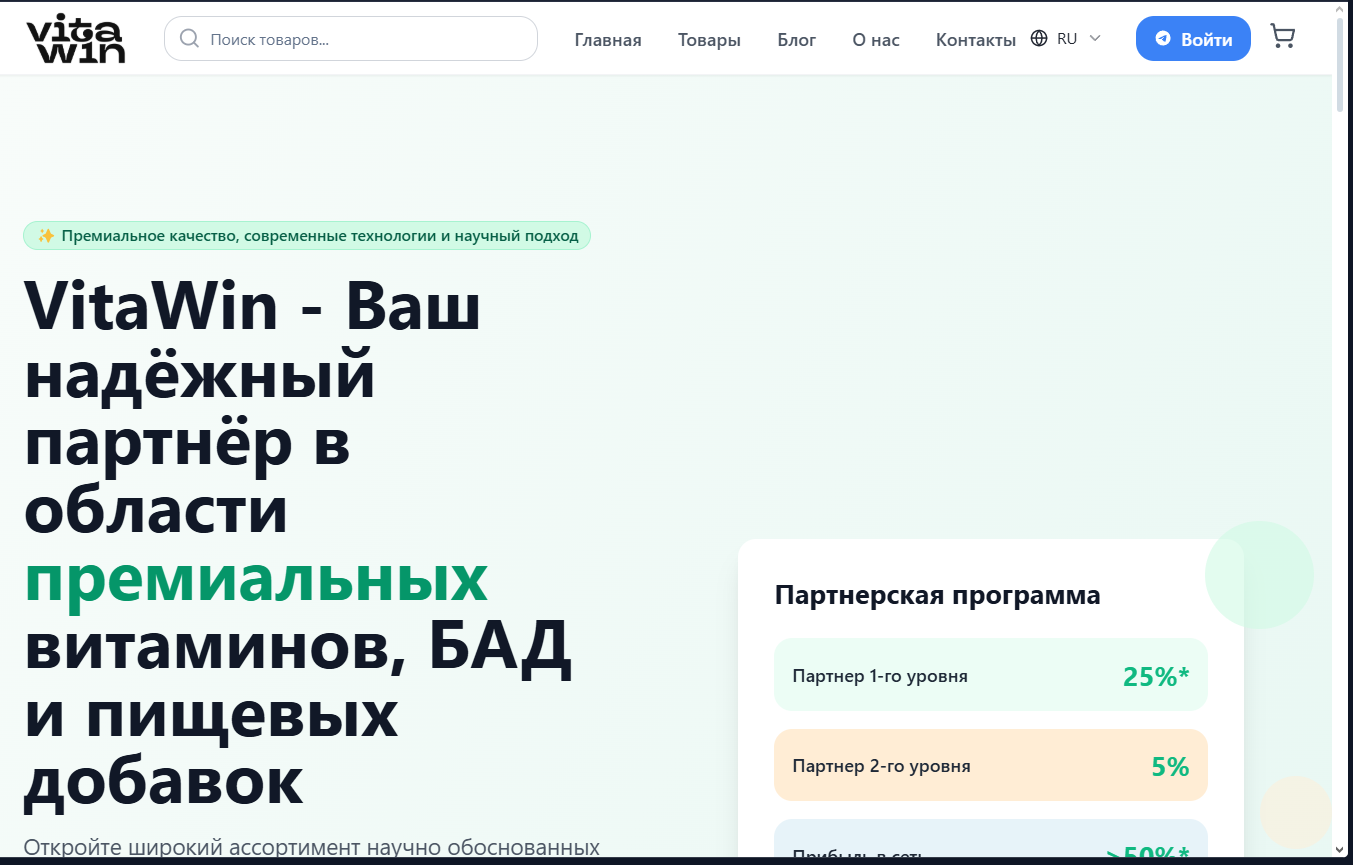 vita
win
Поиск товаров...
Главная
Товары
Блог
О нас
Контакты
RU
Войти
✨ Премиальное качество, современные технологии и научный подход
VitaWin - Ваш
надёжный
партнёр в
области
премиальных
витаминов, БАД
и пищевых
добавок
Откройте широкий ассортимент научно обоснованных
Партнерская программа
Партнер 1-го уровня 25%*
Партнер 2-го уровня 5%
Прибыль в сеть >50%*